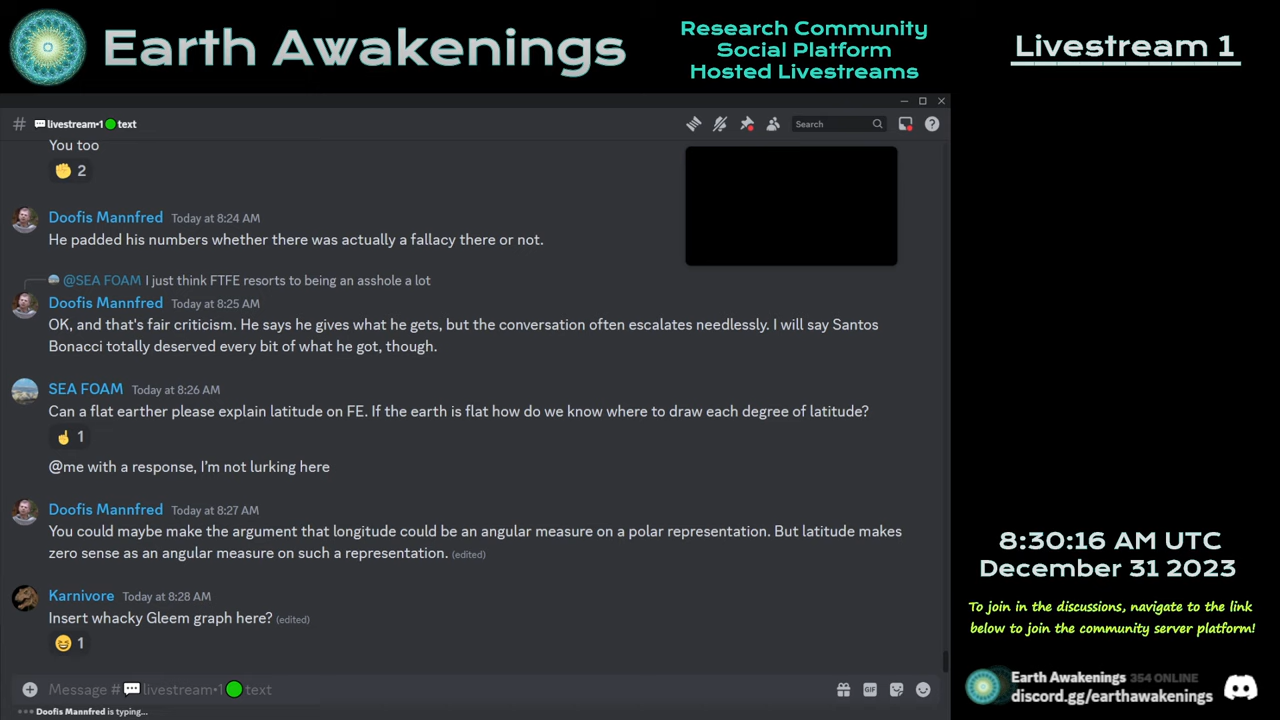 Earth Awakenings
Research Community
Social Platform
Hosted Livestreams
Livestream 1
# livestream•1 text
Search
You too
2
Doofis Mannfred Today at 8:24 AM
He padded his numbers whether there was actually a fallacy there or not.
@SEA FOAM I just think FTFE resorts to being an asshole a lot
Doofis Mannfred Today at 8:25 AM
OK, and that's fair criticism. He says he gives what he gets, but the conversation often escalates needlessly. I will say Santos
Bonacci totally deserved every bit of what he got, though.
SEA FOAM Today at 8:26 AM
Can a flat earther please explain latitude on FE. If the earth is flat how do we know where to draw each degree of latitude?
1
@me with a response, I'm not lurking here
Doofis Mannfred Today at 8:27 AM
You could maybe make the argument that longitude could be an angular measure on a polar representation. But latitude makes
zero sense as an angular measure on such a representation. (edited)
Karnivore Today at 8:28 AM
Insert whacky Gleem graph here? (edited)
1
Message # livestream•1 text
GIF
Doofis Mannfred is typing...
8:30:16 AM UTC
December 31 2023
To join in the discussions, navigate to the link
below to join the community server platform!
Earth Awakenings 354 ONLINE
discord.gg/earthawakenings